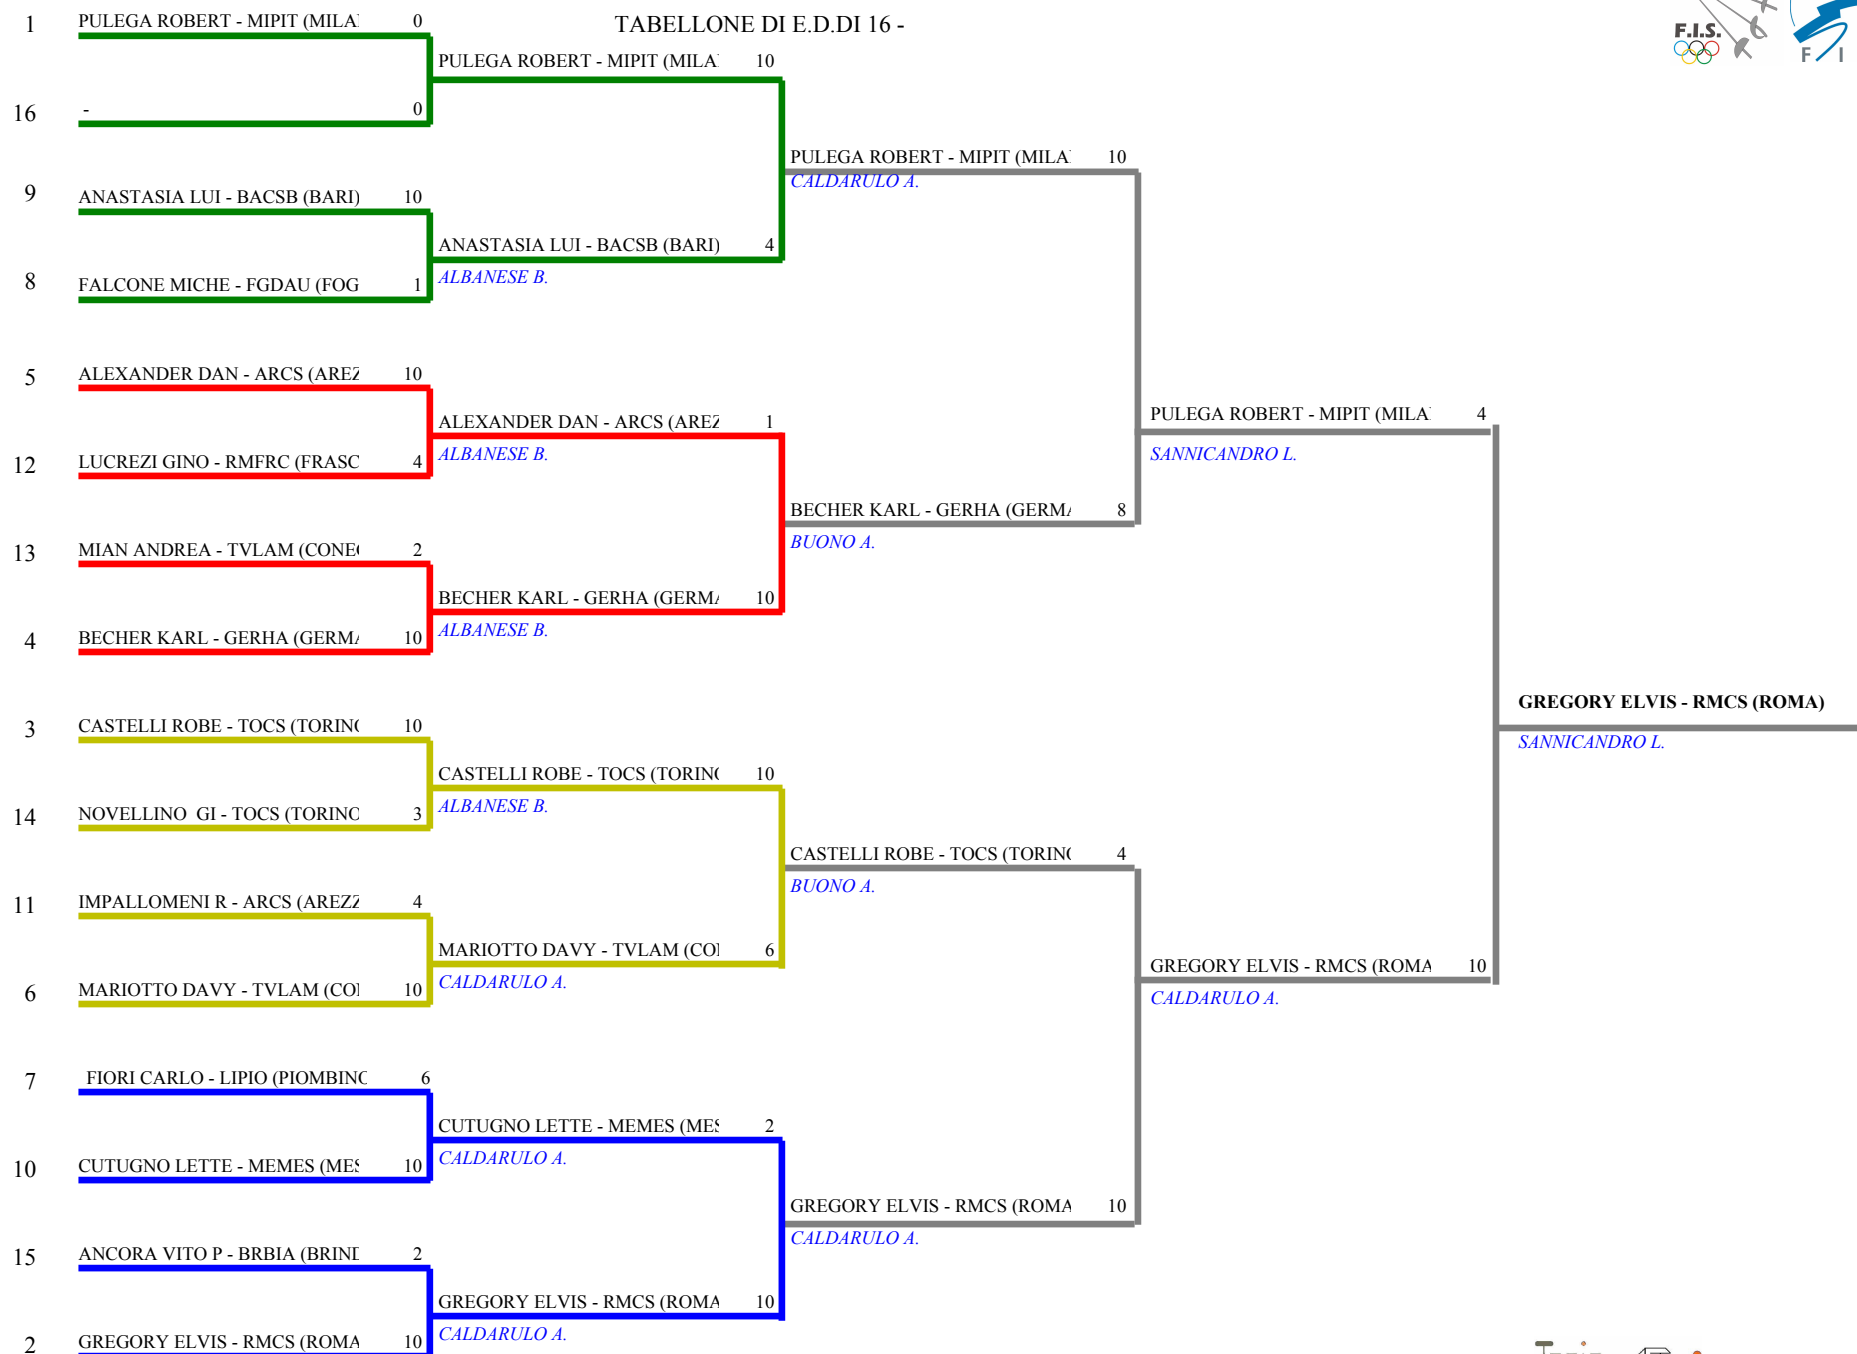 TABELLONE DI E.D.DI 16 -
F.I.S.
F I
1 PULEGA ROBERT - MIPIT (MILA 0
16 - 0
9 ANASTASIA LUI - BACSB (BARI) 10
8 FALCONE MICHE - FGDAU (FOG 1
5 ALEXANDER DAN - ARCS (AREZ 10
12 LUCREZI GINO - RMFRC (FRASC 4
13 MIAN ANDREA - TVLAM (CONE 2
4 BECHER KARL - GERHA (GERM 10
3 CASTELLI ROBE - TOCS (TORIN 10
14 NOVELLINO GI - TOCS (TORINO 3
11 IMPALLOMENI R - ARCS (AREZZ 4
6 MARIOTTO DAVY - TVLAM (CO 10
7 FIORI CARLO - LIPIO (PIOMBINO 6
10 CUTUGNO LETTE - MEMES (MES 10
15 ANCORA VITO P - BRBIA (BRIND 2
2 GREGORY ELVIS - RMCS (ROMA 10
PULEGA ROBERT - MIPIT (MILA 10
ANASTASIA LUI - BACSB (BARI) 4
ALBANESE B.
ALEXANDER DAN - ARCS (AREZ 1
ALBANESE B.
BECHER KARL - GERHA (GERM 10
ALBANESE B.
CASTELLI ROBE - TOCS (TORIN 10
ALBANESE B.
MARIOTTO DAVY - TVLAM (CO 6
CALDARULO A.
CUTUGNO LETTE - MEMES (MES 2
CALDARULO A.
GREGORY ELVIS - RMCS (ROMA 10
CALDARULO A.
PULEGA ROBERT - MIPIT (MILA 10
CALDARULO A.
BECHER KARL - GERHA (GERM 8
BUONO A.
CASTELLI ROBE - TOCS (TORIN 4
BUONO A.
GREGORY ELVIS - RMCS (ROMA 10
CALDARULO A.
PULEGA ROBERT - MIPIT (MILA 4
SANNICANDRO L.
GREGORY ELVIS - RMCS (ROMA 10
CALDARULO A.
GREGORY ELVIS - RMCS (ROMA)
SANNICANDRO L.